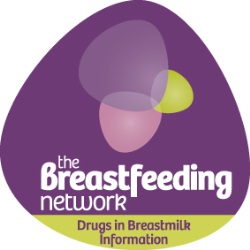 the
Breastfeeding
network
Drugs in Breastmilk
Information